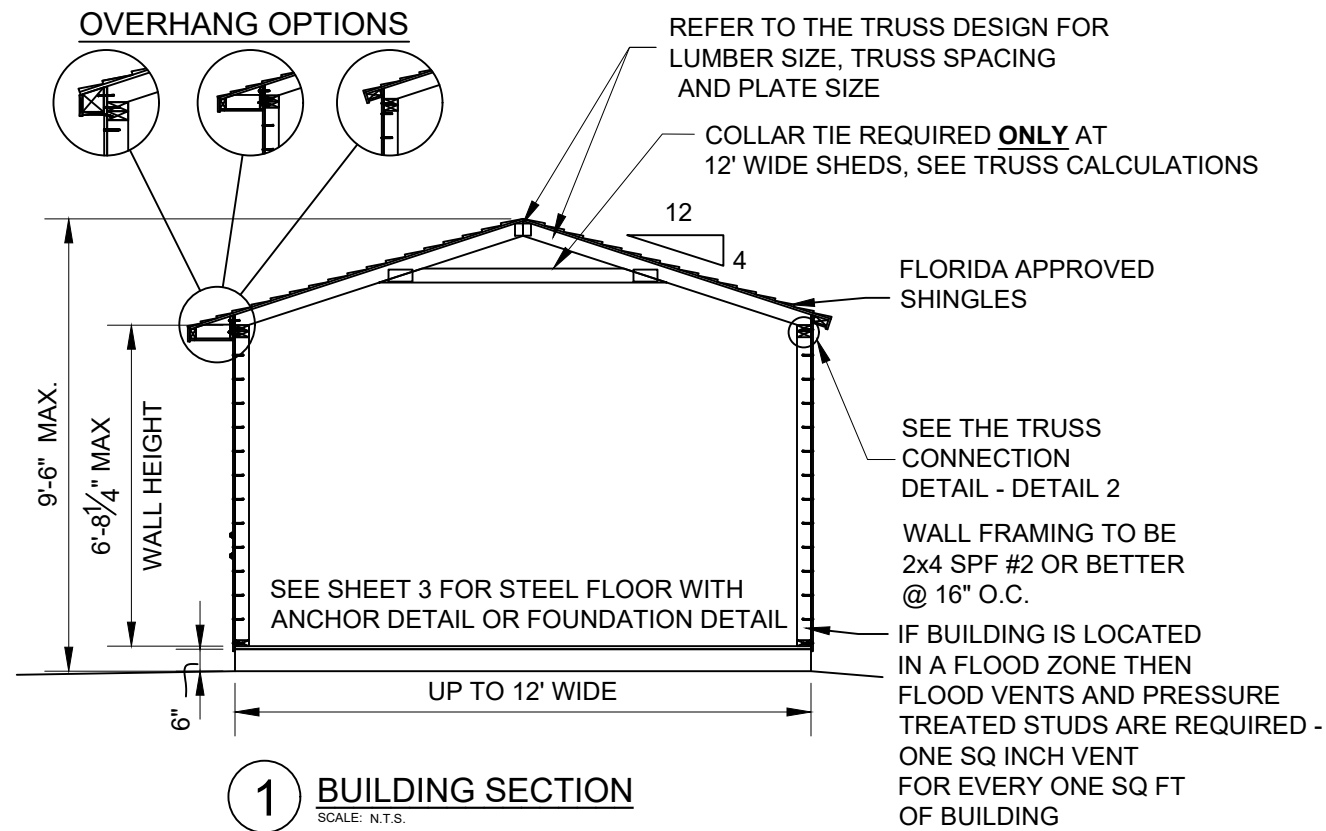 OVERHANG OPTIONS
REFER TO THE TRUSS DESIGN FOR
LUMBER SIZE, TRUSS SPACING
AND PLATE SIZE
COLLAR TIE REQUIRED ONLY AT
12' WIDE SHEDS, SEE TRUSS CALCULATIONS
12
4
FLORIDA APPROVED
SHINGLES
9'-6" MAX.
6'-8 1/4" MAX
WALL HEIGHT
SEE THE TRUSS
CONNECTION
DETAIL - DETAIL 2
WALL FRAMING TO BE
2x4 SPF #2 OR BETTER
@ 16" O.C.
SEE SHEET 3 FOR STEEL FLOOR WITH
ANCHOR DETAIL OR FOUNDATION DETAIL
IF BUILDING IS LOCATED
IN A FLOOD ZONE THEN
FLOOD VENTS AND PRESSURE
TREATED STUDS ARE REQUIRED -
ONE SQ INCH VENT
FOR EVERY ONE SQ FT
OF BUILDING
6"
UP TO 12' WIDE
1
BUILDING SECTION
SCALE: N.T.S.